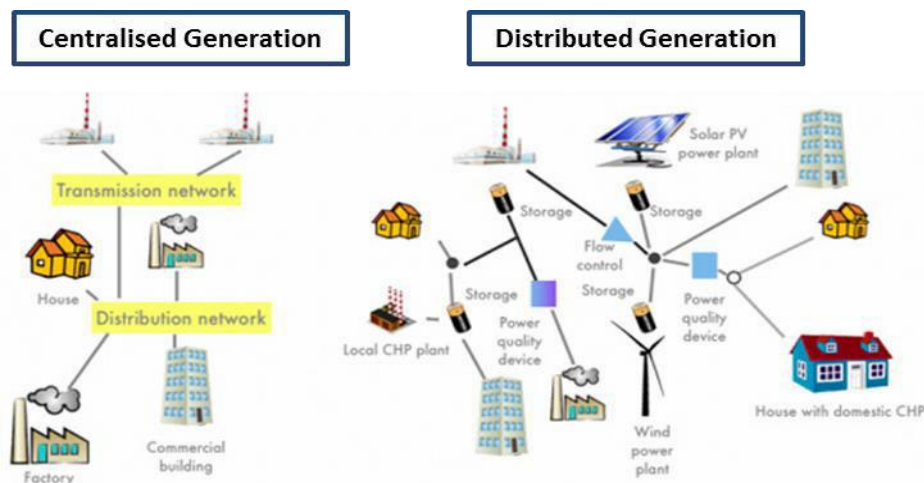 Centralised Generation
Distributed Generation
Transmission network
House
Distribution network
Commercial
building
Factory
Solar PV
power plant
Storage
Storage
Flow
control
Storage
Storage
Power
quality
device
Power
quality
device
Local CHP plant
House with domestic CHP
Wind
power
plant